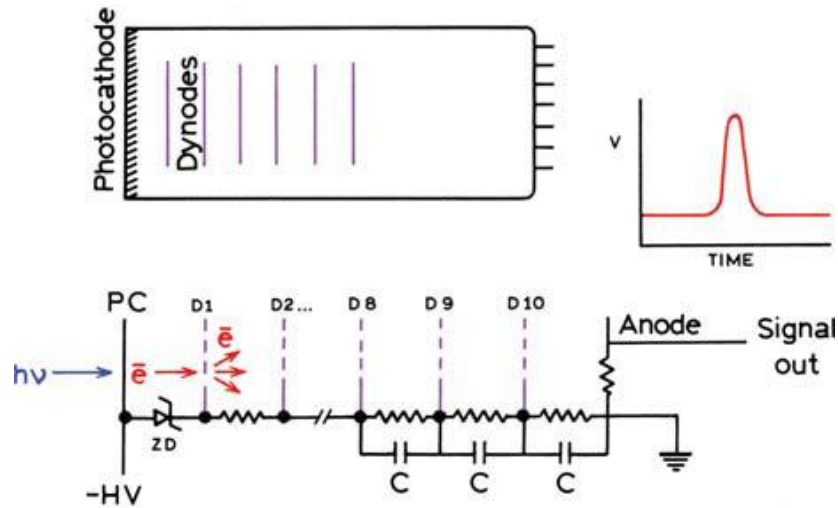 Photocathode
Dynodes
V
TIME
PC
D1
D2...
D8
D9
D10
Anode
Signal
out
hν
ē
ē
ZD
C
C
C
-HV